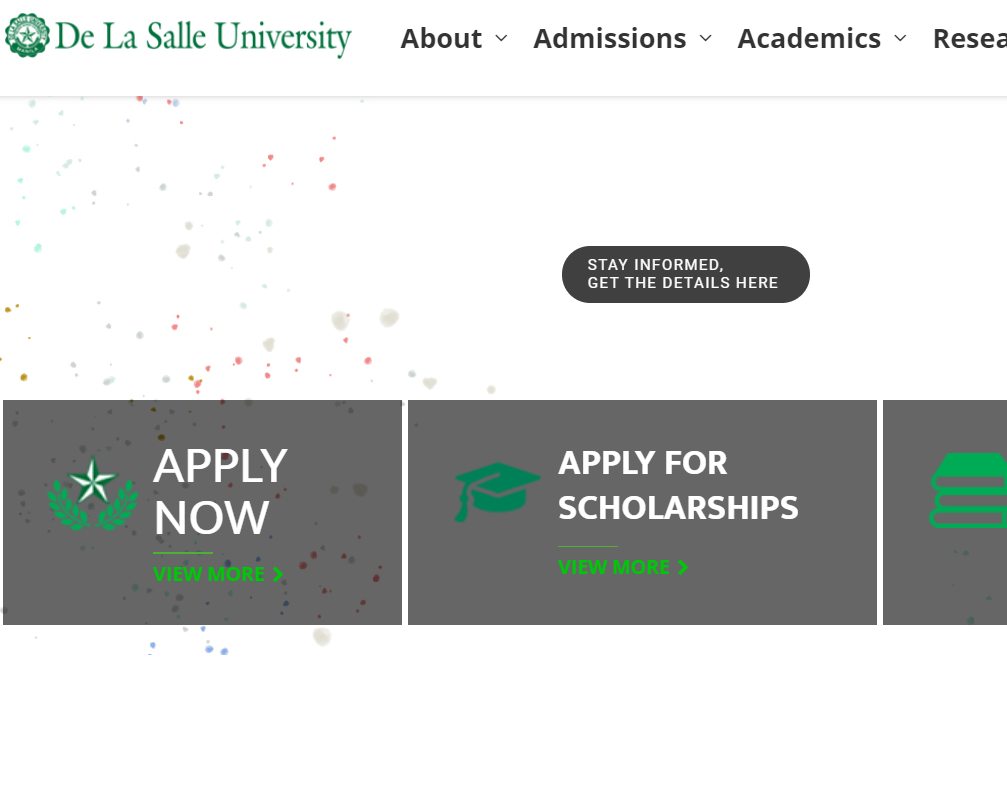 De La Salle University
About
Admissions
Academics
STAY INFORMED,
GET THE DETAILS HERE
APPLY
NOW
VIEW MORE
APPLY FOR
SCHOLARSHIPS
VIEW MORE